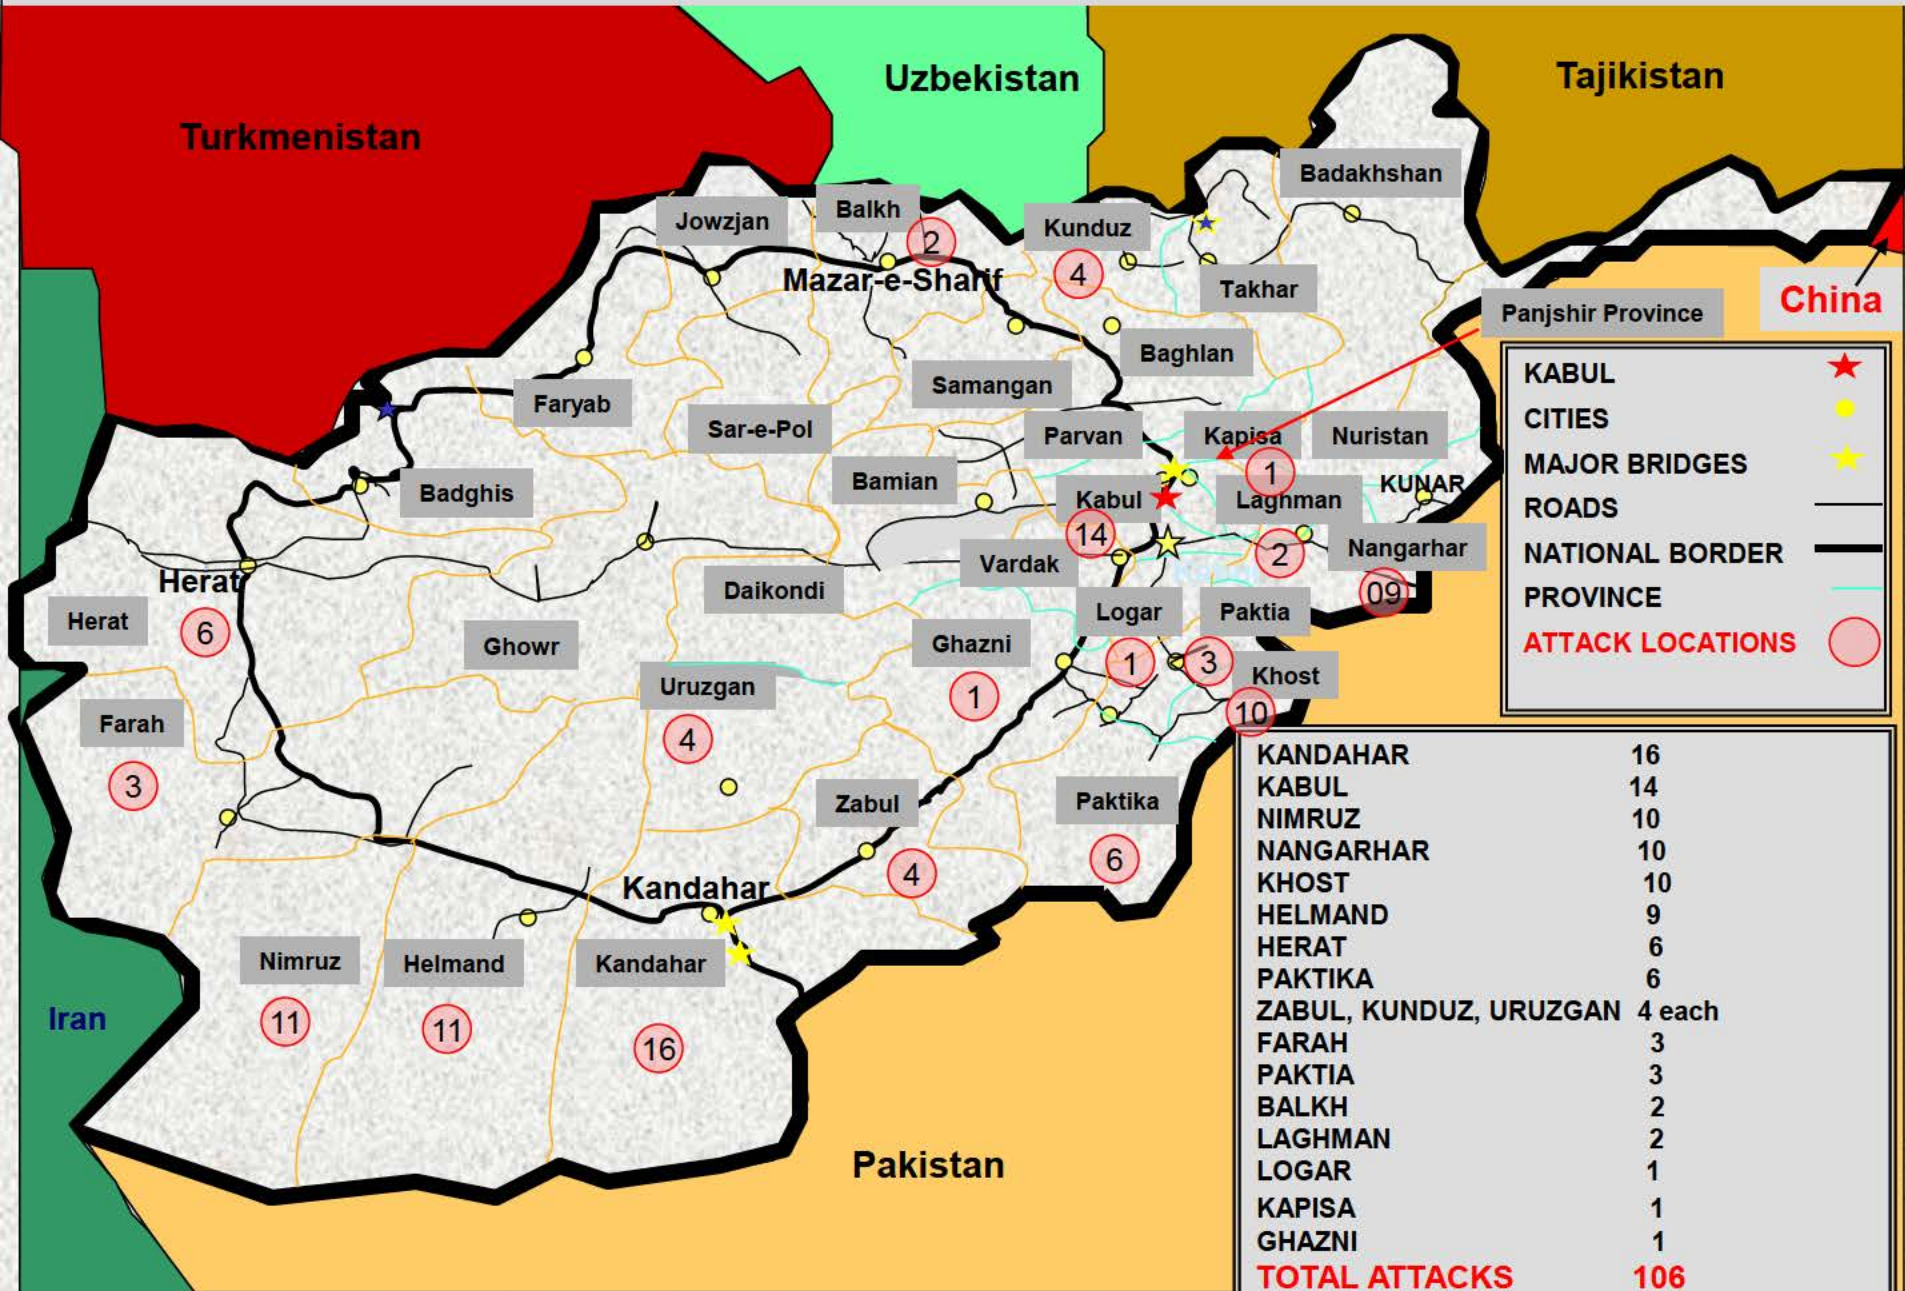 Uzbekistan
Tajikistan
Turkmenistan
Badakhshan
Balkh
Jowzjan
Kunduz
2
4
Mazar-e-Sharif
Takhar
China
Panjshir Province
Baghlan
Samangan
Faryab
Sar-e-Pol
Parvan
Kapisa
Nuristan
1
Bamian
KUNAR
Badghis
Kabul
Laghman
14
2
Nangarhar
Vardak
Herat
Daikondi
09
Herat
6
Logar
Paktia
Ghowr
Ghazni
1
3
Khost
Uruzgan
1
10
Farah
4
3
Zabul
Paktika
4
6
Kandahar
Nimruz
Helmand
Kandahar
Iran
11
11
16
Pakistan
KABUL
CITIES
MAJOR BRIDGES
ROADS
NATIONAL BORDER
PROVINCE
ATTACK LOCATIONS
KANDAHAR 16
KABUL 14
NIMRUZ 10
NANGARHAR 10
KHOST 10
HELMAND 9
HERAT 6
PAKTIKA 6
ZABUL, KUNDUZ, URUZGAN 4 each
FARAH 3
PAKTIA 3
BALKH 2
LAGHMAN 2
LOGAR 1
KAPISA 1
GHAZNI 1
TOTAL ATTACKS 106